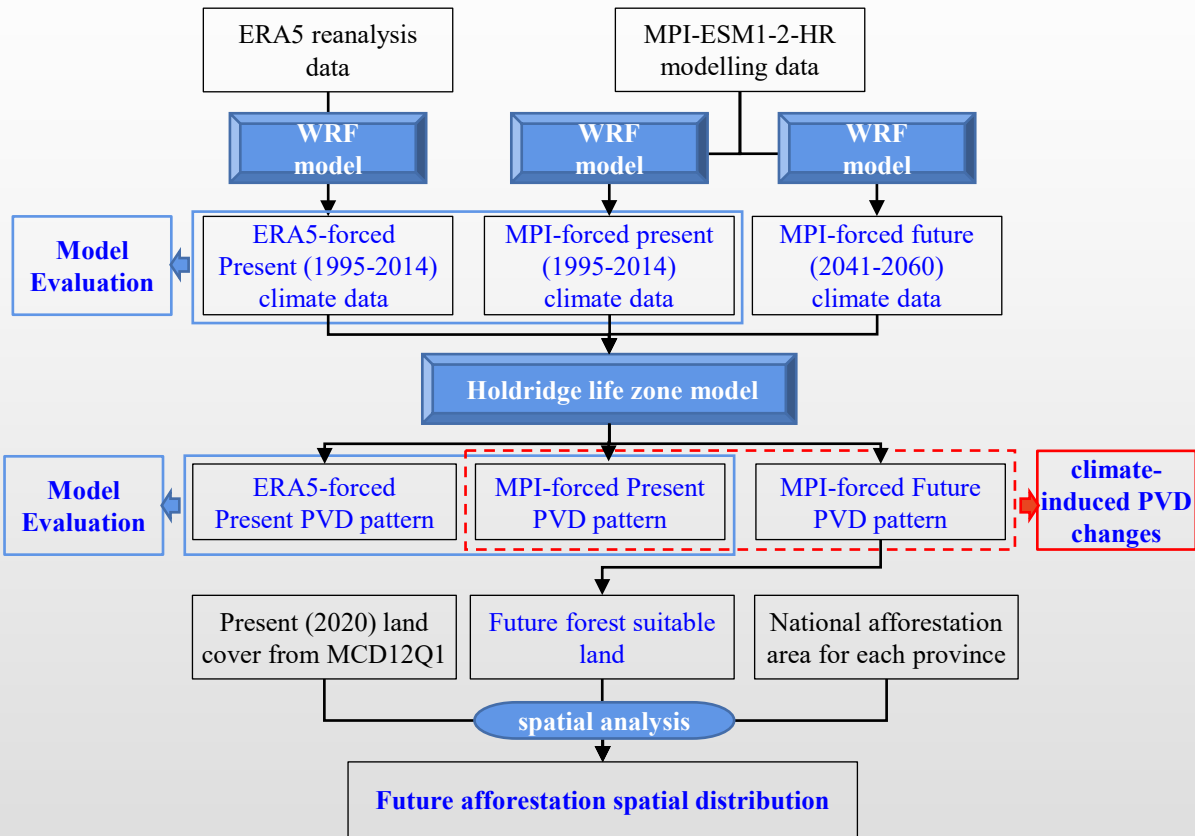 ERA5 reanalysis
data
MPI-ESM1-2-HR
modelling data
WRF
model
WRF
model
WRF
model
Model
Evaluation
ERA5-forced
Present (1995-2014)
climate data
MPI-forced present
(1995-2014)
climate data
MPI-forced future
(2041-2060)
climate data
Holdridge life zone model
Model
Evaluation
ERA5-forced
Present PVD pattern
MPI-forced Present
PVD pattern
MPI-forced Future
PVD pattern
climate-
induced PVD
changes
Present (2020) land
cover from MCD12Q1
Future forest suitable
land
National afforestation
area for each province
spatial analysis
Future afforestation spatial distribution